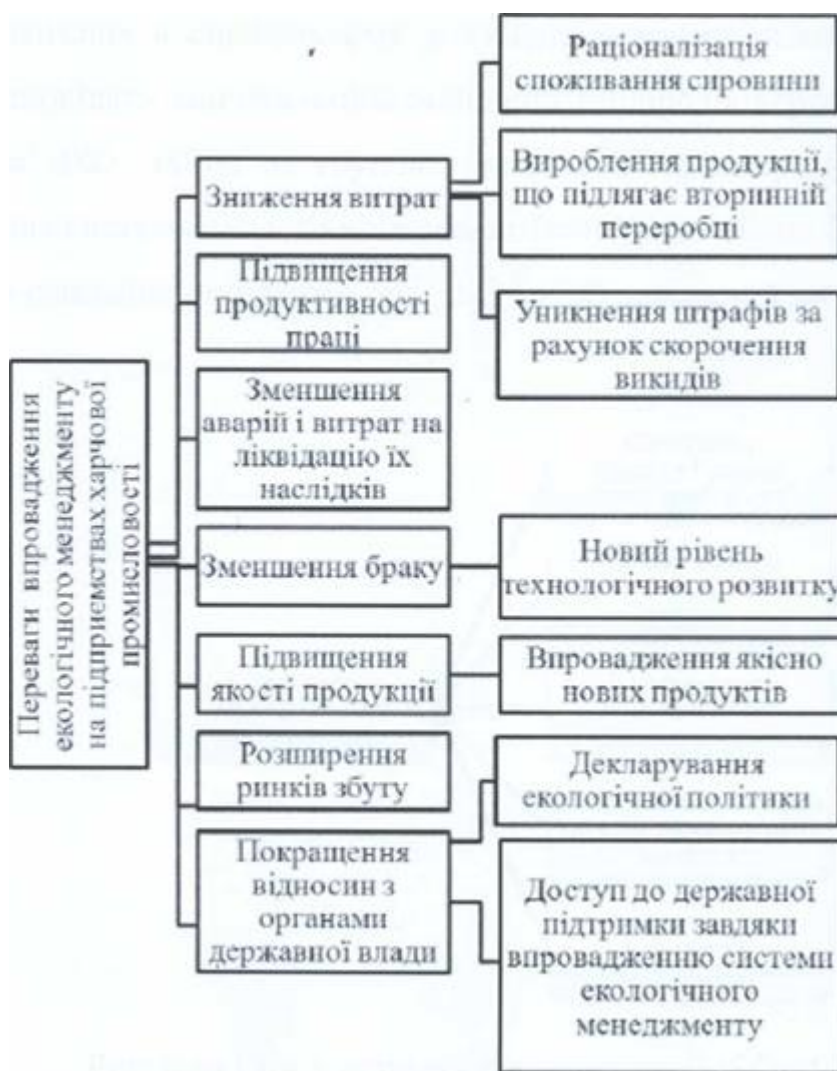 Переваги впровадження
екологічного менеджменту
на підприємствах харчової
промисловості
Зниження витрат
Раціоналізація
споживання сировини
Вироблення продукції,
що підлягає вторинній
переробці
Уникнення штрафів за
рахунок скорочення
викидів
Підвищення
продуктивності
праці
Зменшення
аварій і витрат на
ліквідацію їх
наслідків
Зменшення браку
Новий рівень
технологічного розвитку
Підвищення
якості продукції
Впровадження якісно
нових продуктів
Розширення
ринків збуту
Покращення
відносин з
органами
державної влади
Декларування
екологічної політики
Доступ до державної
підтримки завдяки
впровадженню системи
екологічного
менеджменту